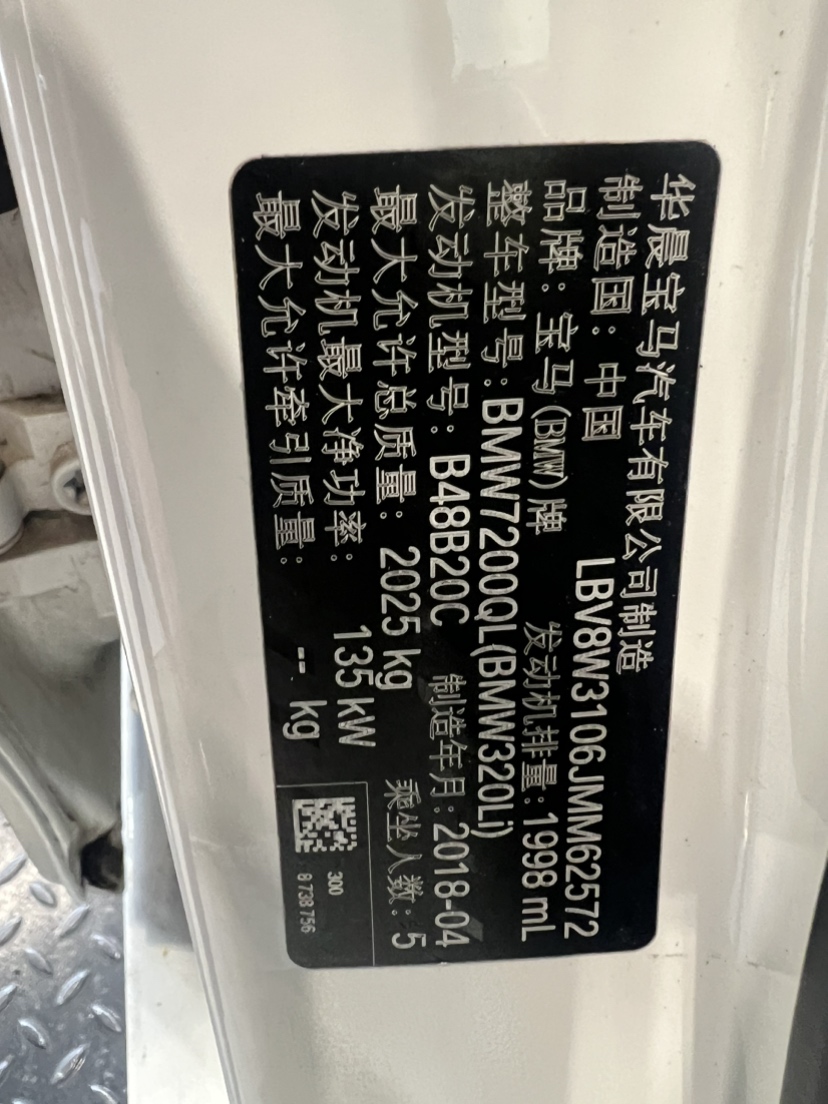 华晨宝马汽车有限公司制造
制造国：中国 LBV8W3106JMM62572
品牌：宝马(BMW)牌 发动机排量:1998 mL
整车型号:BMW7200QL(BMW320Li)
发动机型号：B48B20C 制造年月:2018-04
最大允许总质量：2025 kg 乘坐人数:5
发动机最大净功率：135 kW
最大允许牵引质量：-- kg
300
8 738 756